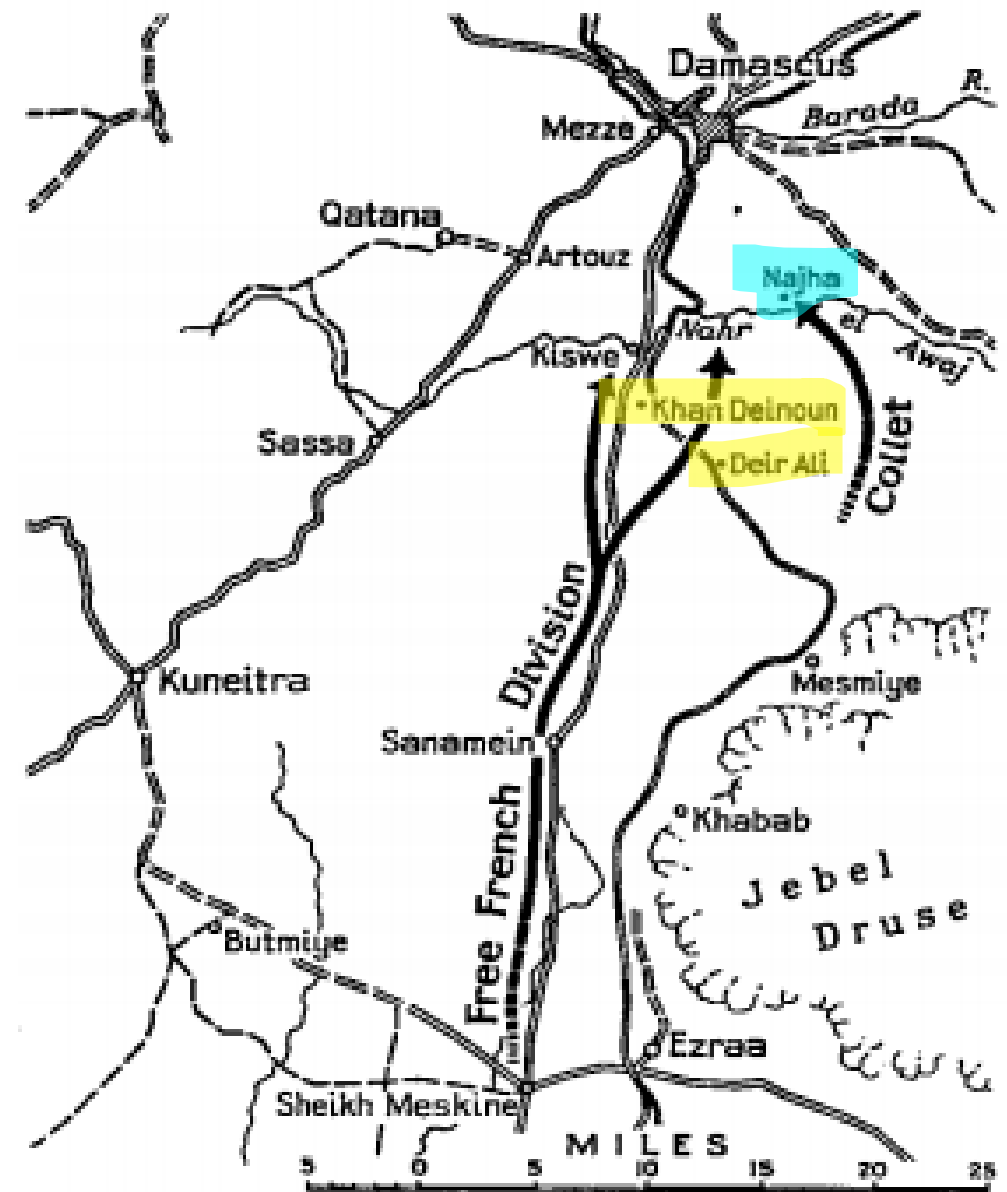 Damascus
R.
Barada
Mezze
Qatana
Artouz
Najha
Nahr
el
Awaj
Kiswe
Khan Deinoun
Sassa
Deir Ali
Collet
Division
Kuneitra
Mesmiye
Sanamein
Khabab
Free French
Jebel
Druse
Butmiye
Ezraa
Sheikh Meskine
MILES
5 0 5 10 15 20 25